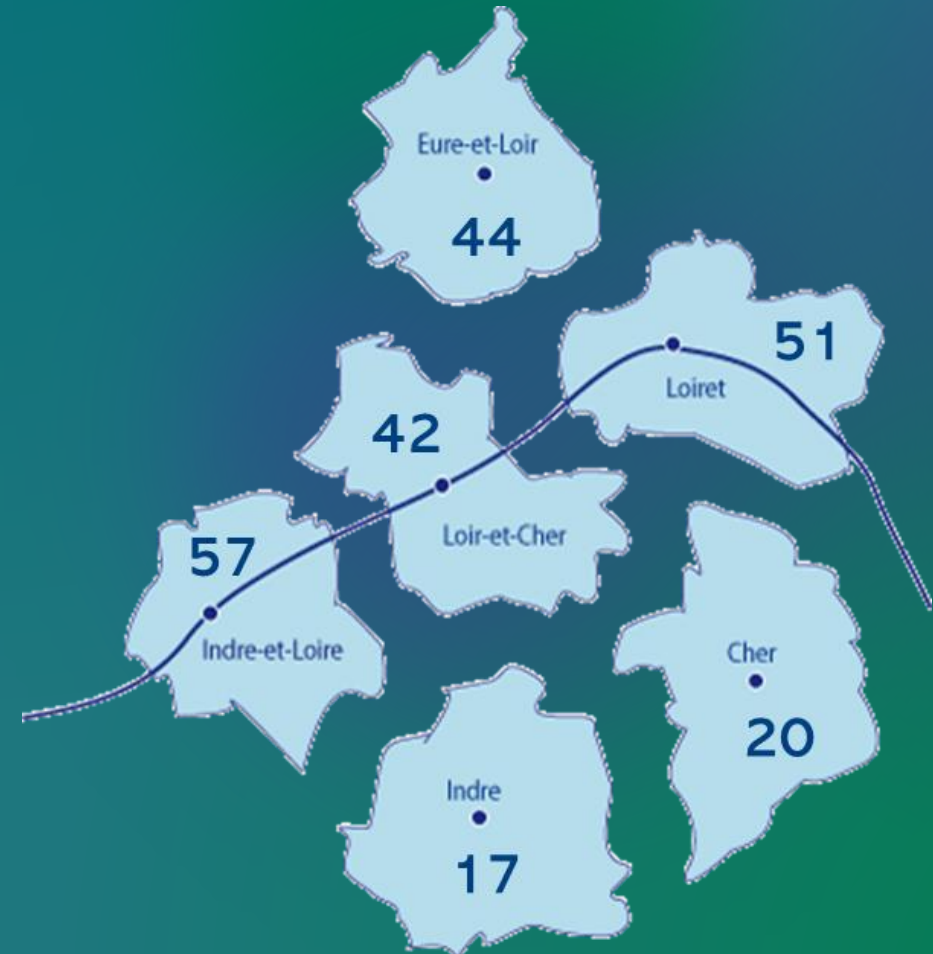 Eure-et-Loir
44
51
Loiret
42
Loir-et-Cher
57
Indre-et-Loire
Cher
20
Indre
17